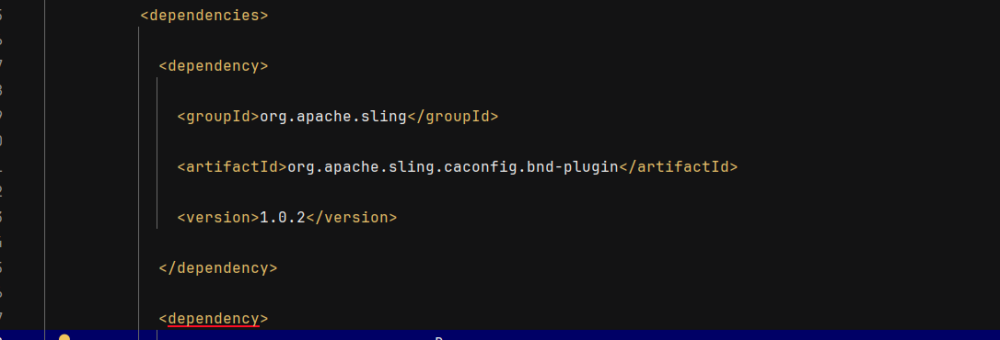 <dependencies>
<dependency>
<groupId>org.apache.sling</groupId>
<artifactId>org.apache.sling.caconfig.bnd-plugin</artifactId>
<version>1.0.2</version>
</dependency>
<dependency>